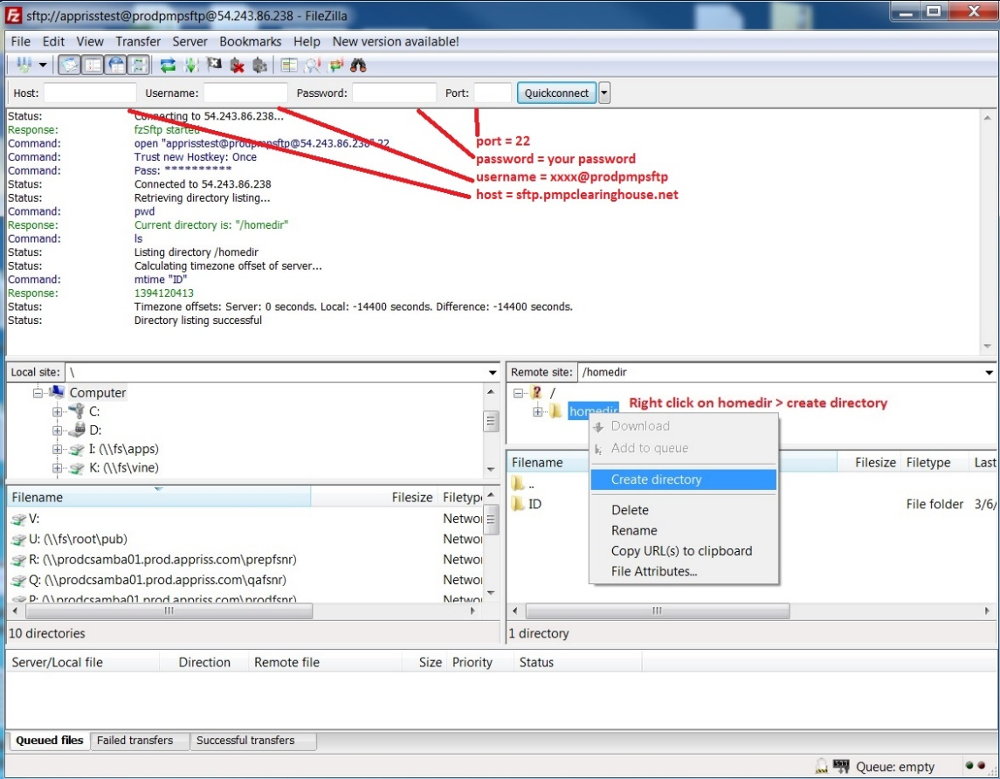 sftp://apprisstest@prodpmpsftp@54.243.86.238 - FileZilla
File Edit View Transfer Server Bookmarks Help New version available!
Host: Username: Password: Port: Quickconnect
Status: Connecting to 54.243.86.238...
Response: fzSftp started
Command: open "apprisstest@prodpmpsftp@54.243.86.238" 22
Command: Trust new Hostkey: Once
Command: Pass: **********
Status: Connected to 54.243.86.238
Status: Retrieving directory listing...
Command: pwd
Response: Current directory is: "/homedir"
Command: ls
Status: Listing directory /homedir
Status: Calculating timezone offset of server...
Command: mtime "ID"
Response: 1394120413
Status: Timezone offsets: Server: 0 seconds. Local: -14400 seconds. Difference: -14400 seconds.
Status: Directory listing successful
port = 22
password = your password
username = xxxx@prodpmpsftp
host = sftp.pmpclearinghouse.net
Local site: \
Computer
C:
D:
I: (\\fs\apps)
K: (\\fs\vine)
Filename Filesize Filetype
V: Networ
U: (\\fs\root\pub) Networ
R: (\\prodcsamba01.prod.appriss.com\prepfsnr) Networ
Q: (\\prodcsamba01.prod.appriss.com\qafsnr) Networ
P: (\\prodcsamba01.prod.appriss.com\prodfsnr) Networ
10 directories
Remote site: /homedir
/
homedir
Right click on homedir > create directory
Filename Filesize Filetype Last
..
ID File folder 3/6/
Download
Add to queue
Create directory
Delete
Rename
Copy URL(s) to clipboard
File Attributes...
1 directory
Server/Local file Direction Remote file Size Priority Status
Queued files Failed transfers Successful transfers
Queue: empty